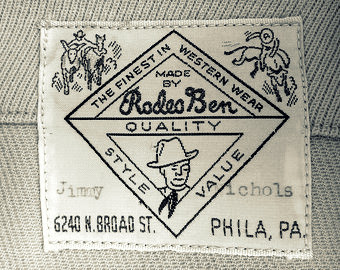 THE FINEST IN WESTERN WEAR
MADE
BY
Rodeo Ben
QUALITY
STYLE VALUE
Jimmy Nichols
6240 N. BROAD ST. PHILA, PA.